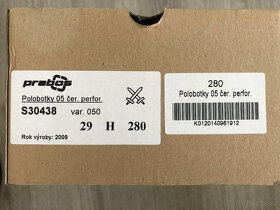 prabos
Polobotky 05 čer. perfor.
S30438 var. 050
29 H 280
Rok výroby: 2009
280
Polobotky 05 čer. perfor.
K0120140961912